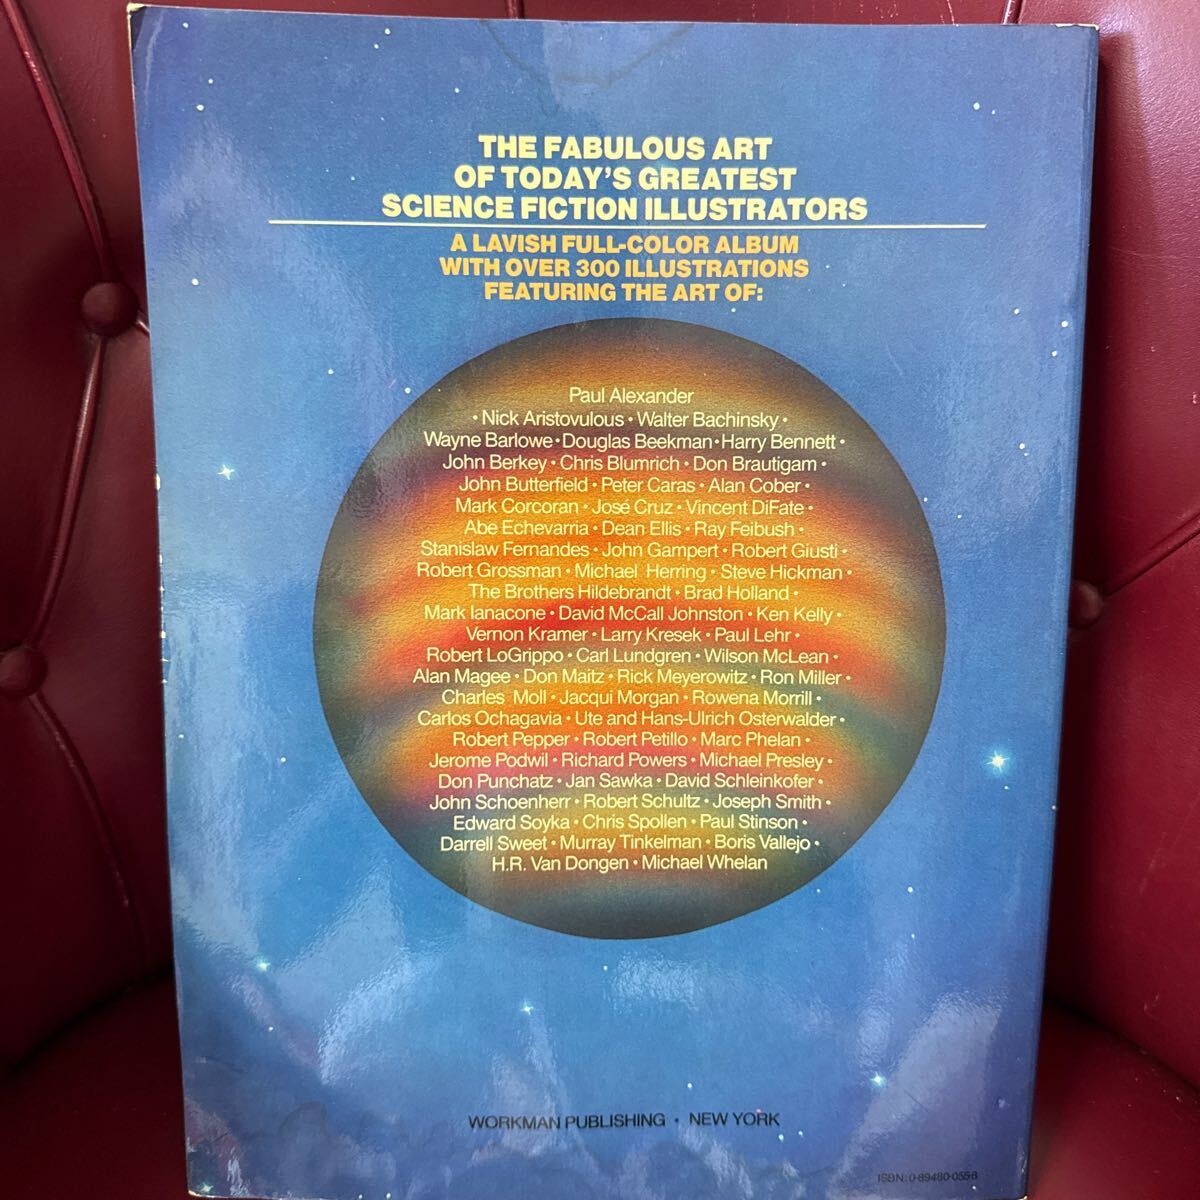 THE FABULOUS ART
OF TODAY'S GREATEST
SCIENCE FICTION ILLUSTRATORS
A LAVISH FULL-COLOR ALBUM
WITH OVER 300 ILLUSTRATIONS
FEATURING THE ART OF:
Paul Alexander
• Nick Aristovulous • Walter Bachinsky •
Wayne Barlowe • Douglas Beekman • Harry Bennett •
John Berkey • Chris Blumrich • Don Brautigam •
John Butterfield • Peter Caras • Alan Cober •
Mark Corcoran • José Cruz • Vincent DiFate •
Abe Echevarria • Dean Ellis • Ray Feibush •
Stanislaw Fernandes • John Gampert • Robert Giusti •
Robert Grossman • Michael Herring • Steve Hickman •
The Brothers Hildebrandt • Brad Holland •
Mark Ianacone • David McCall Johnston • Ken Kelly •
Vernon Kramer • Larry Kresek • Paul Lehr •
Robert LoGrippo • Carl Lundgren • Wilson McLean •
Alan Magee • Don Maitz • Rick Meyerowitz • Ron Miller •
Charles Moll • Jacqui Morgan • Rowena Morrill •
Carlos Ochagavia • Ute and Hans-Ulrich Osterwalder •
Robert Pepper • Robert Petillo • Marc Phelan •
Jerome Podwil • Richard Powers • Michael Presley •
Don Punchatz • Jan Sawka • David Schleinkofer •
John Schoenherr • Robert Schultz • Joseph Smith •
Edward Soyka • Chris Spollen • Paul Stinson •
Darrell Sweet • Murray Tinkelman • Boris Vallejo •
H.R. Van Dongen • Michael Whelan
WORKMAN PUBLISHING • NEW YORK
ISBN: 0-89480-055-8